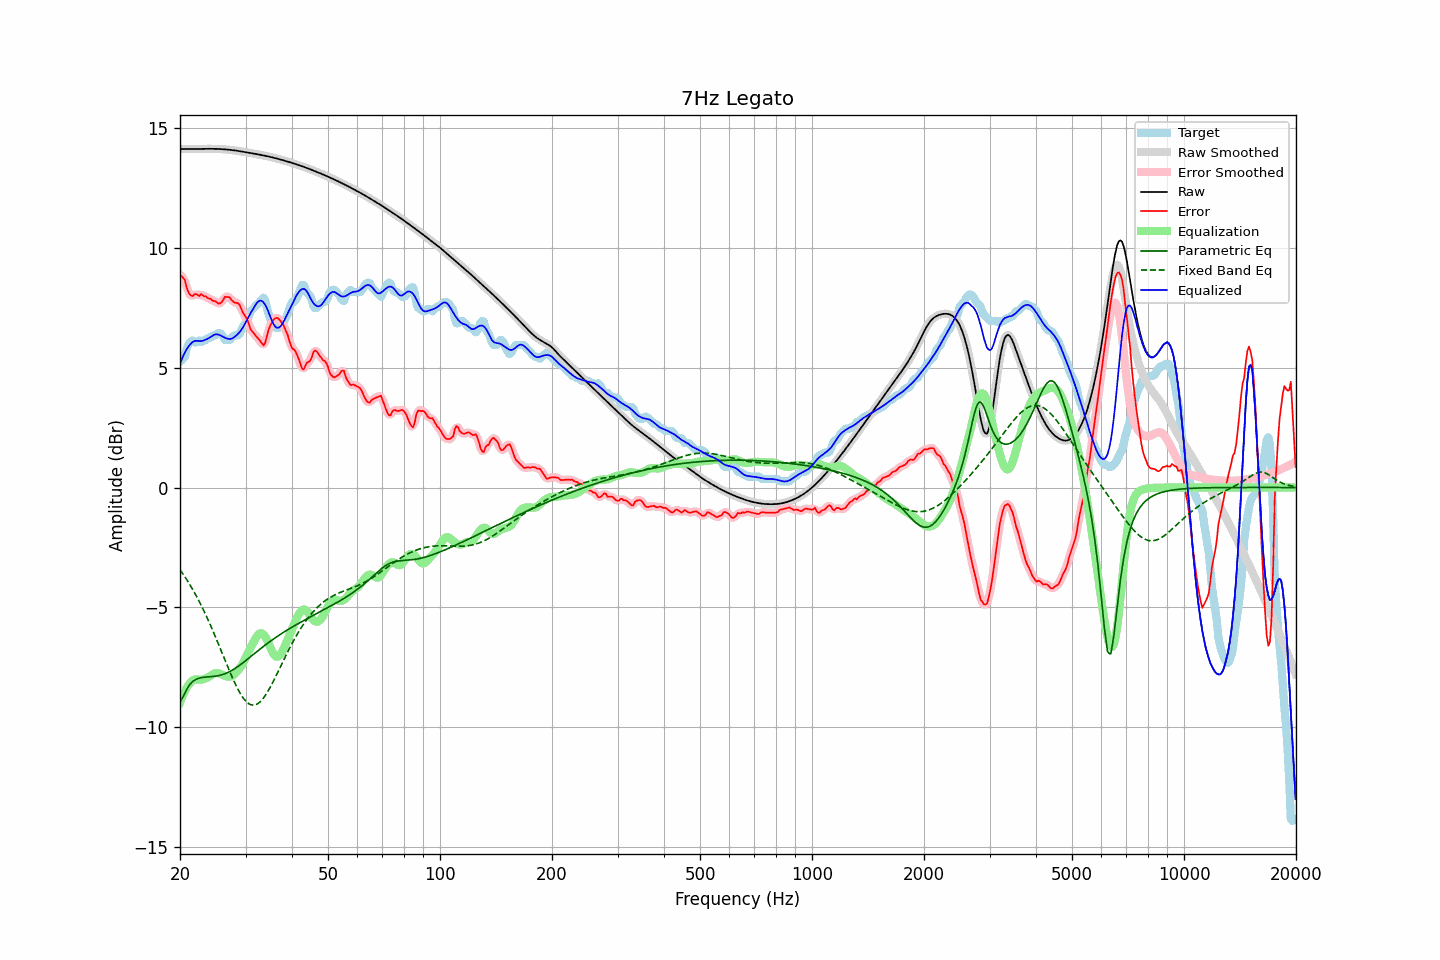 7Hz Legato
15
10
5
0
−5
−10
−15
Amplitude (dBr)
20
50
100
200
500
1000
2000
5000
10000
20000
Frequency (Hz)
Target
Raw Smoothed
Error Smoothed
Raw
Error
Equalization
Parametric Eq
Fixed Band Eq
Equalized